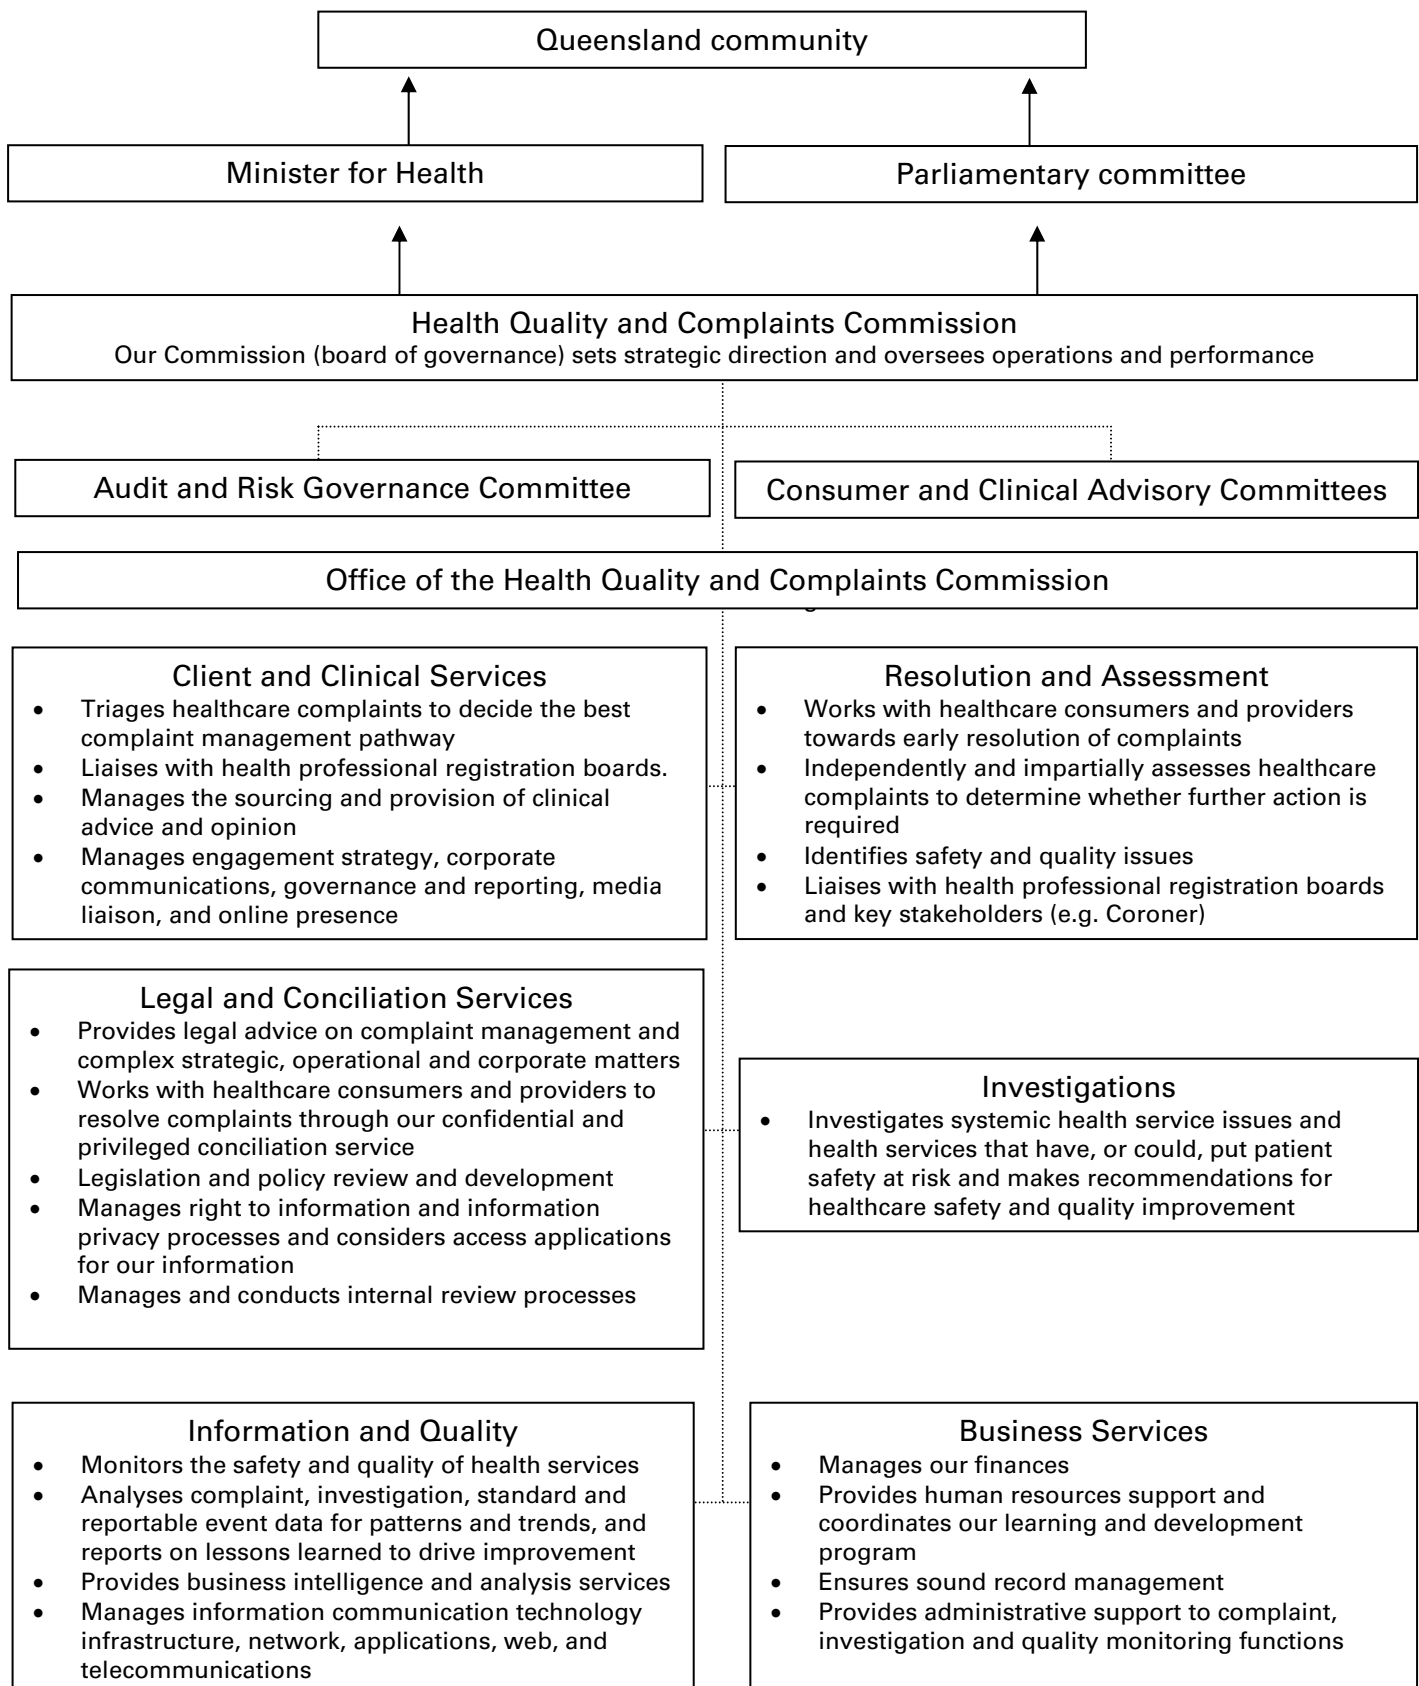 Queensland community
Minister for Health
Parliamentary committee
Health Quality and Complaints Commission
Our Commission (board of governance) sets strategic direction and oversees operations and performance
Audit and Risk Governance Committee
Consumer and Clinical Advisory Committees
Office of the Health Quality and Complaints Commission
Client and Clinical Services
• Triages healthcare complaints to decide the best
complaint management pathway
• Liaises with health professional registration boards.
• Manages the sourcing and provision of clinical
advice and opinion
• Manages engagement strategy, corporate
communications, governance and reporting, media
liaison, and online presence
Resolution and Assessment
• Works with healthcare consumers and providers
towards early resolution of complaints
• Independently and impartially assesses healthcare
complaints to determine whether further action is
required
• Identifies safety and quality issues
• Liaises with health professional registration boards
and key stakeholders (e.g. Coroner)
Legal and Conciliation Services
• Provides legal advice on complaint management and
complex strategic, operational and corporate matters
• Works with healthcare consumers and providers to
resolve complaints through our confidential and
privileged conciliation service
• Legislation and policy review and development
• Manages right to information and information
privacy processes and considers access applications
for our information
• Manages and conducts internal review processes
Investigations
• Investigates systemic health service issues and
health services that have, or could, put patient
safety at risk and makes recommendations for
healthcare safety and quality improvement
Information and Quality
• Monitors the safety and quality of health services
• Analyses complaint, investigation, standard and
reportable event data for patterns and trends, and
reports on lessons learned to drive improvement
• Provides business intelligence and analysis services
• Manages information communication technology
infrastructure, network, applications, web, and
telecommunications
Business Services
• Manages our finances
• Provides human resources support and
coordinates our learning and development
program
• Ensures sound record management
• Provides administrative support to complaint,
investigation and quality monitoring functions